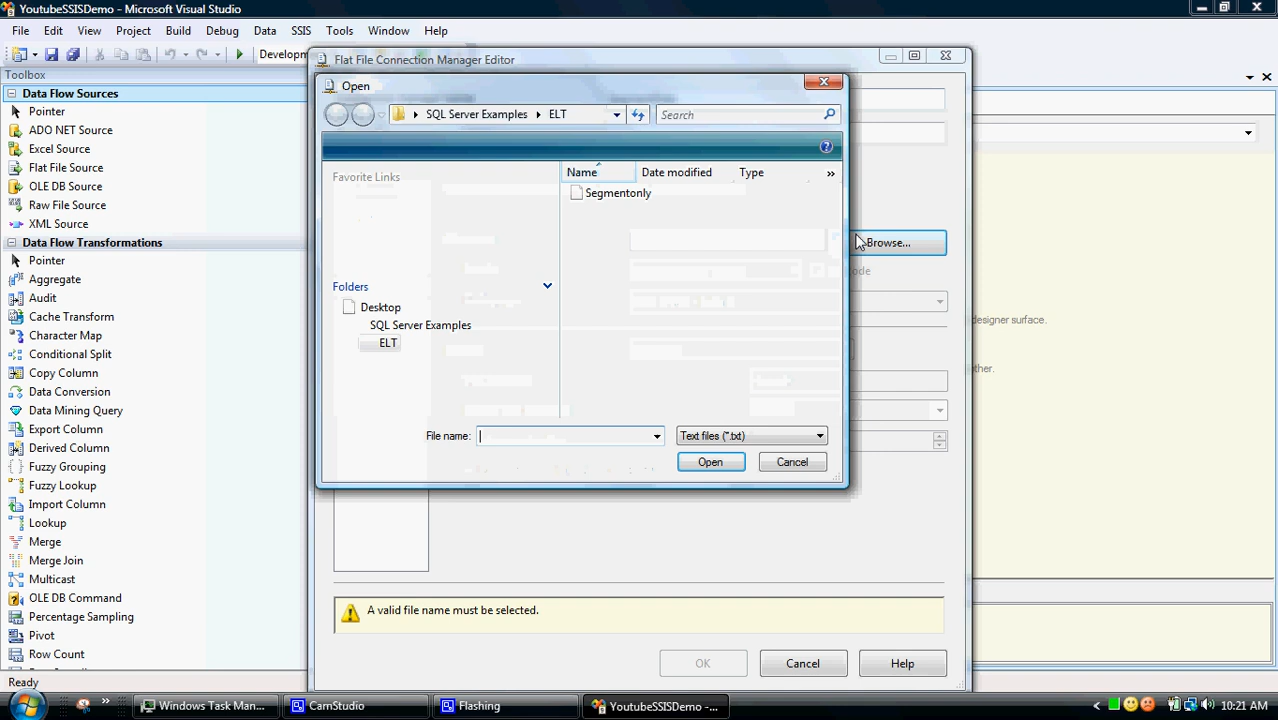 YoutubeSSISDemo - Microsoft Visual Studio
File Edit View Project Build Debug Data SSIS Tools Window Help
Developm
Toolbox
Data Flow Sources
Pointer
ADO NET Source
Excel Source
Flat File Source
OLE DB Source
Raw File Source
XML Source
Data Flow Transformations
Pointer
Aggregate
Audit
Cache Transform
Character Map
Conditional Split
Copy Column
Data Conversion
Data Mining Query
Export Column
Derived Column
Fuzzy Grouping
Fuzzy Lookup
Import Column
Lookup
Merge
Merge Join
Multicast
OLE DB Command
Percentage Sampling
Pivot
Row Count
Flat File Connection Manager Editor
Open
SQL Server Examples ELT
Search
Favorite Links
Name Date modified Type »
Segmentonly
Folders
Desktop
SQL Server Examples
ELT
File name:
Text files (*.txt)
Open Cancel
Browse...
ode
designer surface.
ther.
A valid file name must be selected.
OK Cancel Help
Ready
Windows Task Man...
CamStudio
Flashing
YoutubeSSISDemo -...
10:21 AM